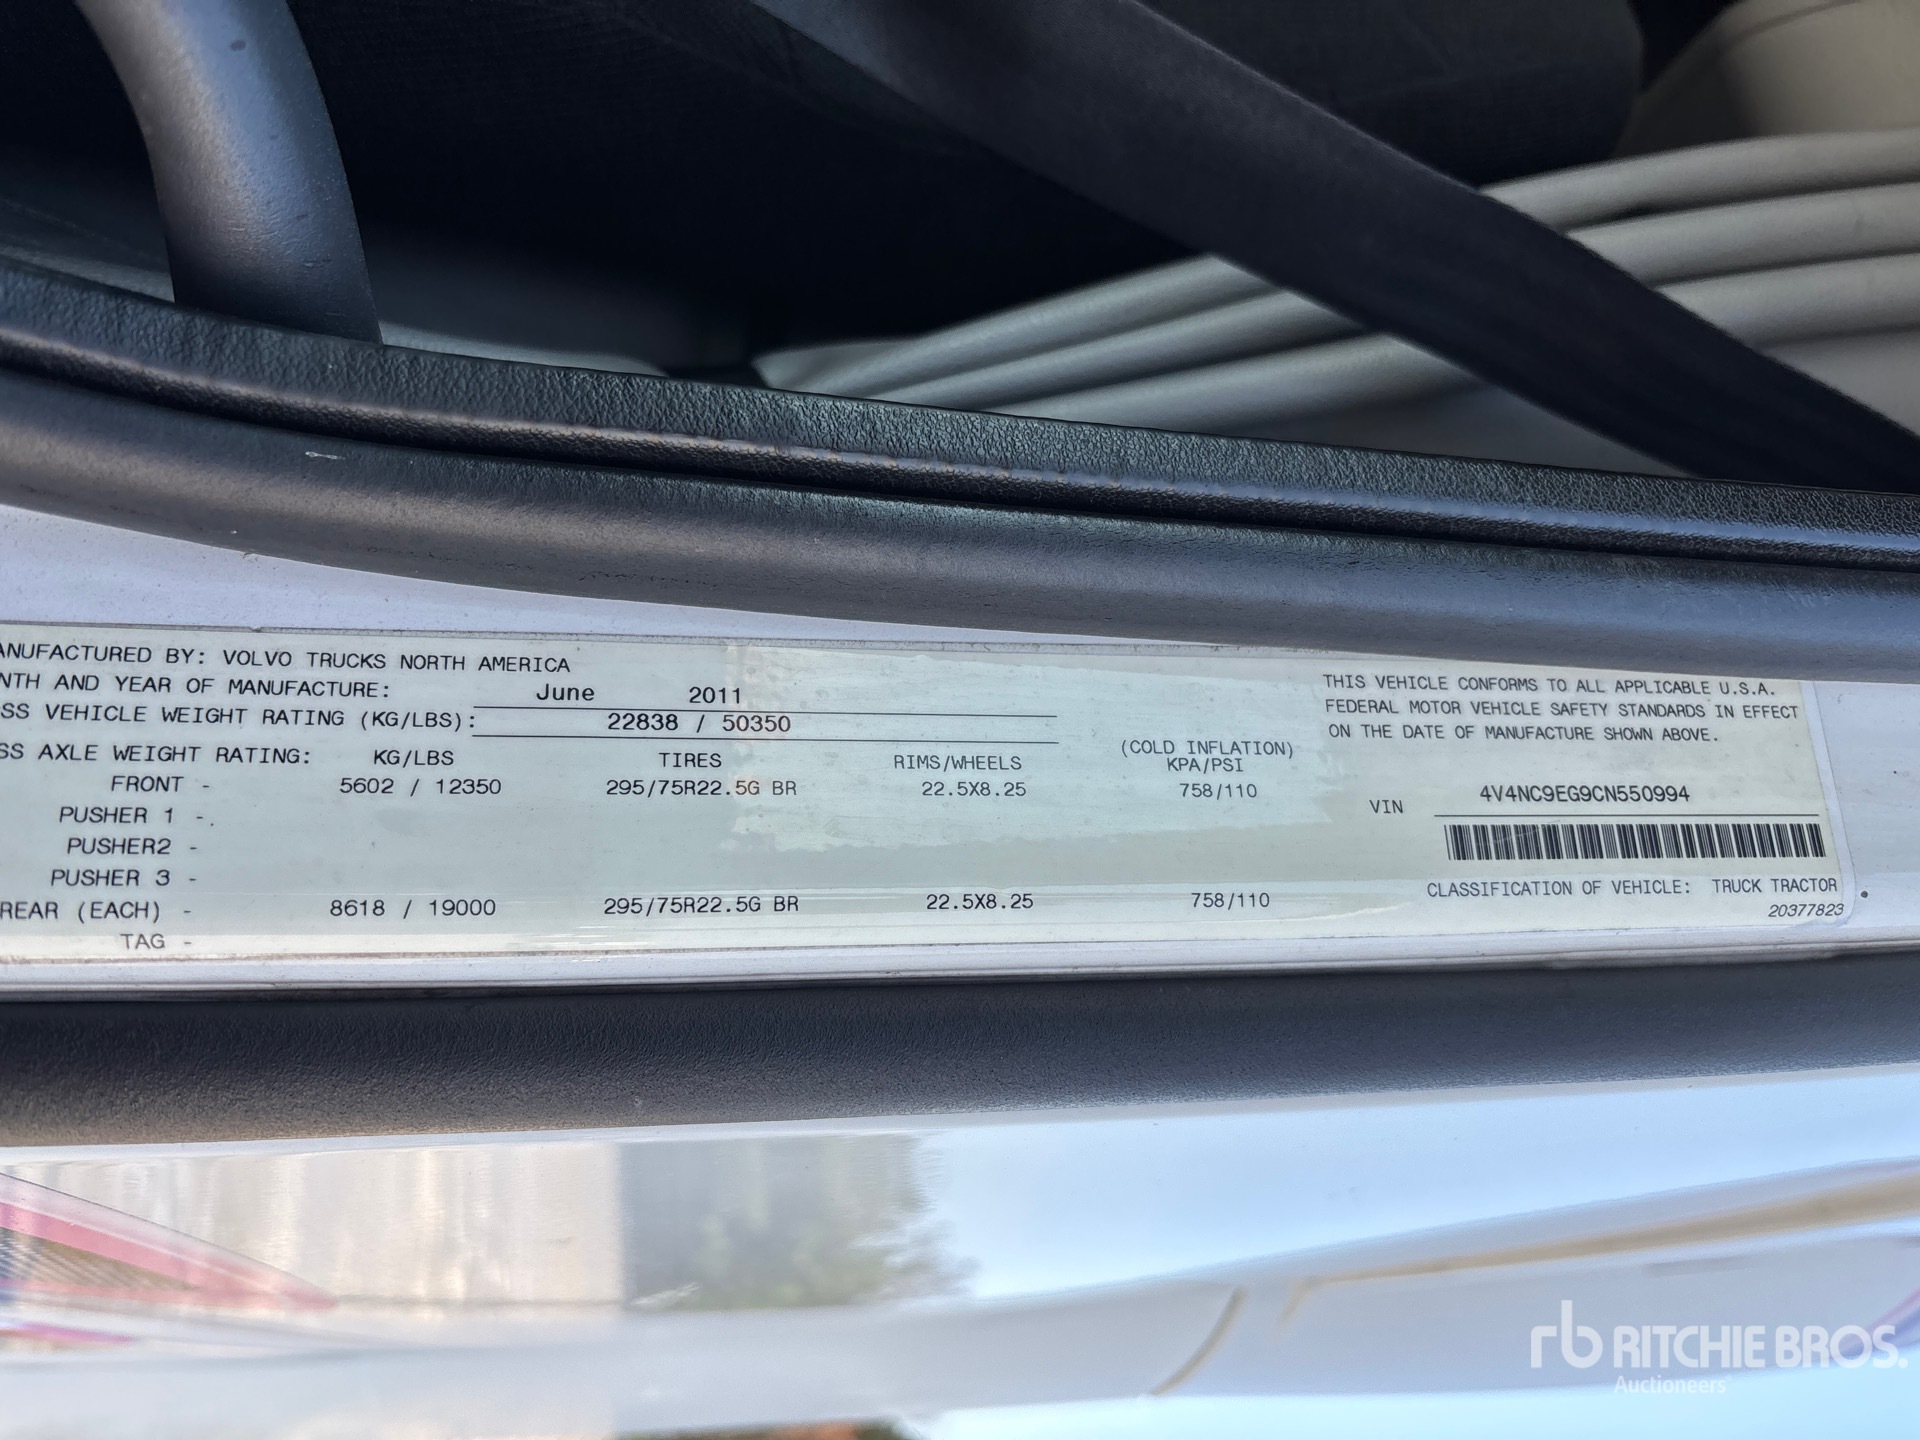 ANUFACTURED BY: VOLVO TRUCKS NORTH AMERICA
NTH AND YEAR OF MANUFACTURE: June 2011
SS VEHICLE WEIGHT RATING (KG/LBS): 22838 / 50350
SS AXLE WEIGHT RATING: KG/LBS TIRES RIMS/WHEELS (COLD INFLATION) KPA/PSI
FRONT - 5602 / 12350 295/75R22.5G BR 22.5X8.25 758/110
PUSHER 1 -.
PUSHER2 -
PUSHER 3 -
REAR (EACH) - 8618 / 19000 295/75R22.5G BR 22.5X8.25 758/110
TAG -
THIS VEHICLE CONFORMS TO ALL APPLICABLE U.S.A.
FEDERAL MOTOR VEHICLE SAFETY STANDARDS IN EFFECT
ON THE DATE OF MANUFACTURE SHOWN ABOVE.
VIN 4V4NC9EG9CN550994
CLASSIFICATION OF VEHICLE: TRUCK TRACTOR
20377823
rb RITCHIE BROS.
Auctioneers